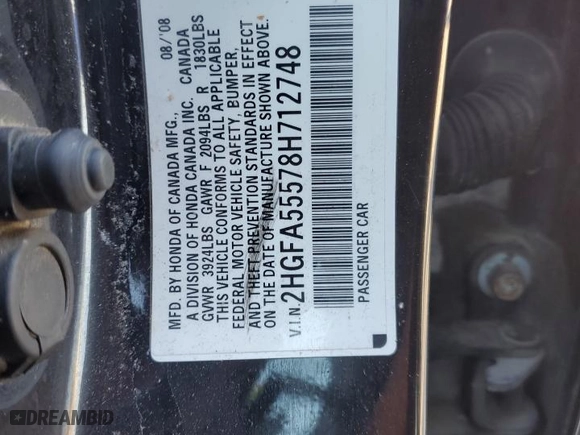 MFD. BY HONDA OF CANADA MFG., 08/'08
A DIVISION OF HONDA CANADA INC. CANADA
GVWR 3924LBS GAWR F 2094LBS R 1830LBS
THIS VEHICLE CONFORMS TO ALL APPLICABLE
FEDERAL MOTOR VEHICLE SAFETY, BUMPER,
AND THEFT PREVENTION STANDARDS IN EFFECT
ON THE DATE OF MANUFACTURE SHOWN ABOVE.
V.I.N. 2HGFA55578H712748
PASSENGER CAR
DREAMBID